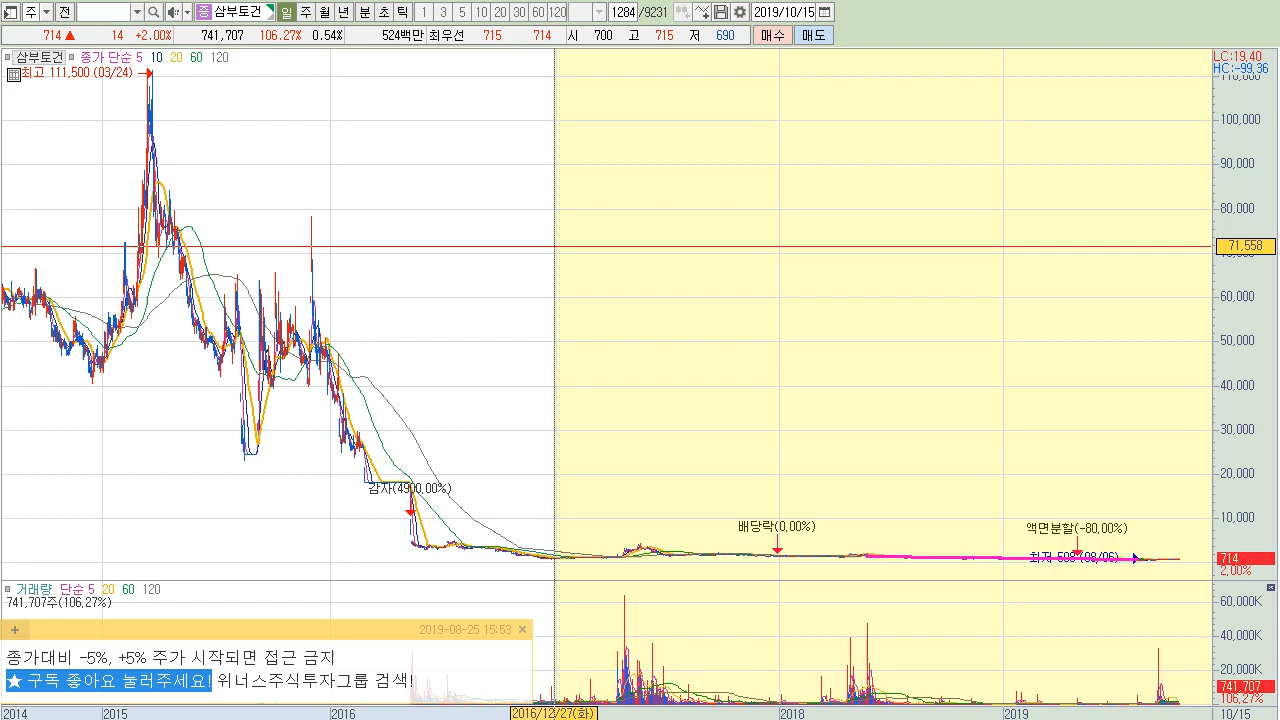 주 전 증 삼부토건 일 주 월 년 분 초 틱 1 3 5 10 20 30 60 120 1284 /9231 2019/10/15
714 ▲ 14 +2.00% 741,707 106.27% 0.54% 524백만 최우선 715 714 시 700 고 715 저 690 매수 매도
삼부토건 종가 단순 5 10 20 60 120
LC:19.40
HC:-99.36
최고 111,500 (03/24)
110,000
100,000
90,000
80,000
71,558
60,000
50,000
40,000
30,000
20,000
감자(4900.00%)
10,000
배당락(0.00%)
액면분할(-80.00%)
714
2.00%
거래량 단순 5 20 60 120
741,707주(106.27%)
60,000K
40,000K
20,000K
741,707
106.27%
+ 2019-08-25 15:53 ×
종가대비 -5%, +5% 주가 시작되면 접근 금지
★ 구독 좋아요 눌러주세요! 위너스주식투자그룹 검색!
2014 2015 2016 2016/12/27(화) 2018 2019 10/15